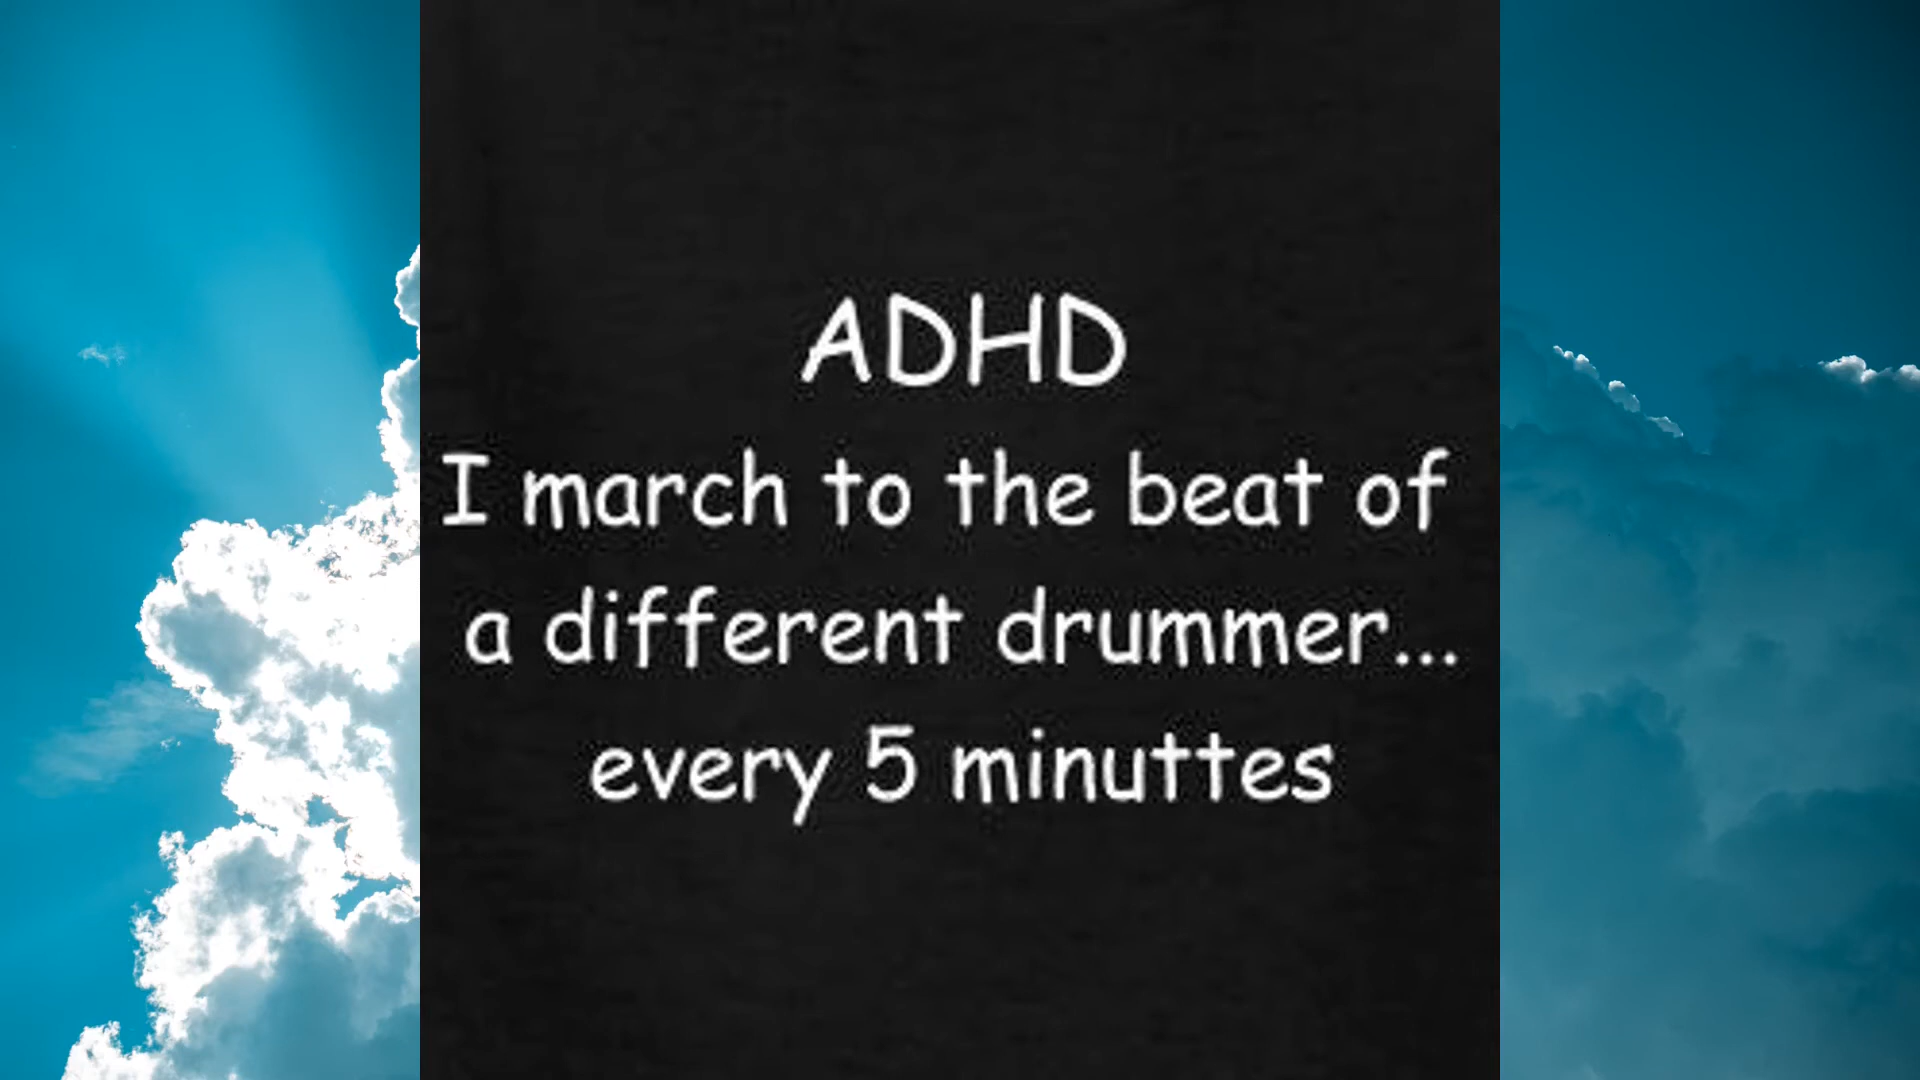 ADHD
I march to the beat of
a different drummer...
every 5 minuttes